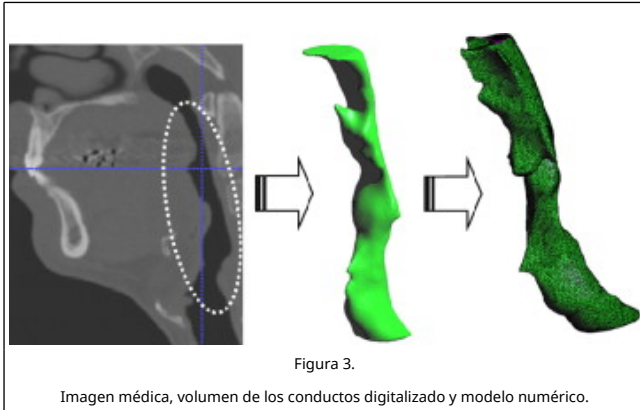 Figura 3.
Imagen médica, volumen de los conductos digitalizado y modelo numérico.